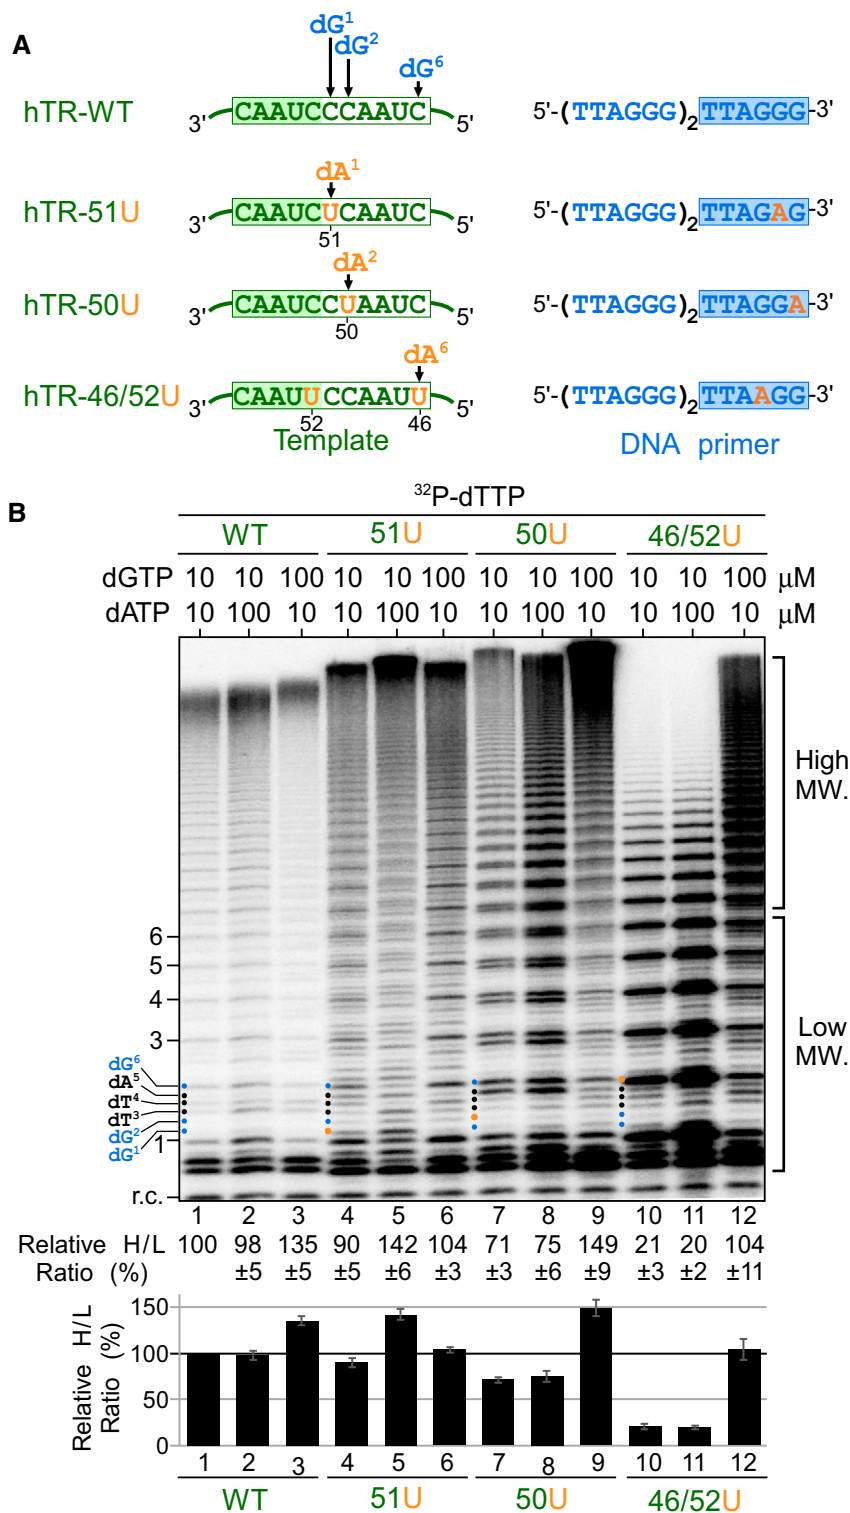 A
dG1
dG2
dG6
hTR-WT 3' CAAUCCCAAUC 5' 5'-(TTAGGG)2TTAGGG-3'
dA1
hTR-51U 3' CAAUCUCAAUC 5' 5'-(TTAGGG)2TTAGAG-3'
51
dA2
hTR-50U 3' CAAUCCUAAUC 5' 5'-(TTAGGG)2TTAGGA-3'
50
dA6
hTR-46/52U 3' CAAUUCCCAAUU 5' 5'-(TTAGGG)2TTAAGG-3'
52 46
Template DNA primer
B
32P-dTTP
WT 51U 50U 46/52U
dGTP 10 10 100 10 10 100 10 10 100 10 10 100 μM
dATP 10 100 10 10 100 10 10 100 10 10 100 10 μM
High
MW.
6
5
4
3
Low
MW.
dG6
dA5
dT4
dT3
dG2
dG1
1
r.c.
1 2 3 4 5 6 7 8 9 10 11 12
Relative H/L 100 98 135 90 142 104 71 75 149 21 20 104
Ratio (%) ±5 ±5 ±5 ±6 ±3 ±3 ±6 ±9 ±3 ±2 ±11
Relative H/L
Ratio (%)
150
100
50
0
1 2 3 4 5 6 7 8 9 10 11 12
WT 51U 50U 46/52U